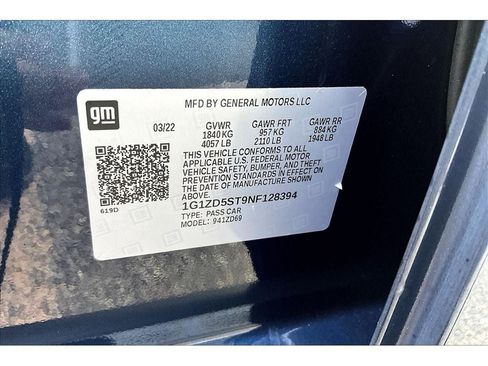 gm
MFD BY GENERAL MOTORS LLC
03/22 GVWR GAWR FRT GAWR RR
1840 KG 957 KG 884 KG
4057 LB 2110 LB 1948 LB
THIS VEHICLE CONFORMS TO ALL
APPLICABLE U.S. FEDERAL MOTOR
VEHICLE SAFETY, BUMPER, AND THEFT
PREVENTION STANDARDS IN EFFECT ON
THE DATE OF MANUFACTURE SHOWN
ABOVE.
619D
1G1ZD5ST9NF128394
TYPE: PASS CAR
MODEL: 941ZD69